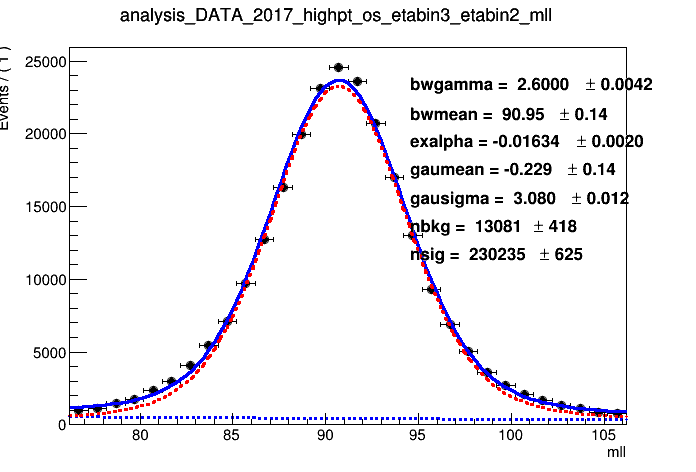 analysis_DATA_2017_highpt_os_etabin3_etabin2_mll
Events / ( 1 )
25000
20000
15000
10000
5000
0
bwgamma = 2.6000 ± 0.0042
bwmean = 90.95 ± 0.14
exalpha = -0.01634 ± 0.0020
gaumean = -0.229 ± 0.14
gausigma = 3.080 ± 0.012
nbkg = 13081 ± 418
nsig = 230235 ± 625
80 85 90 95 100 105
mll